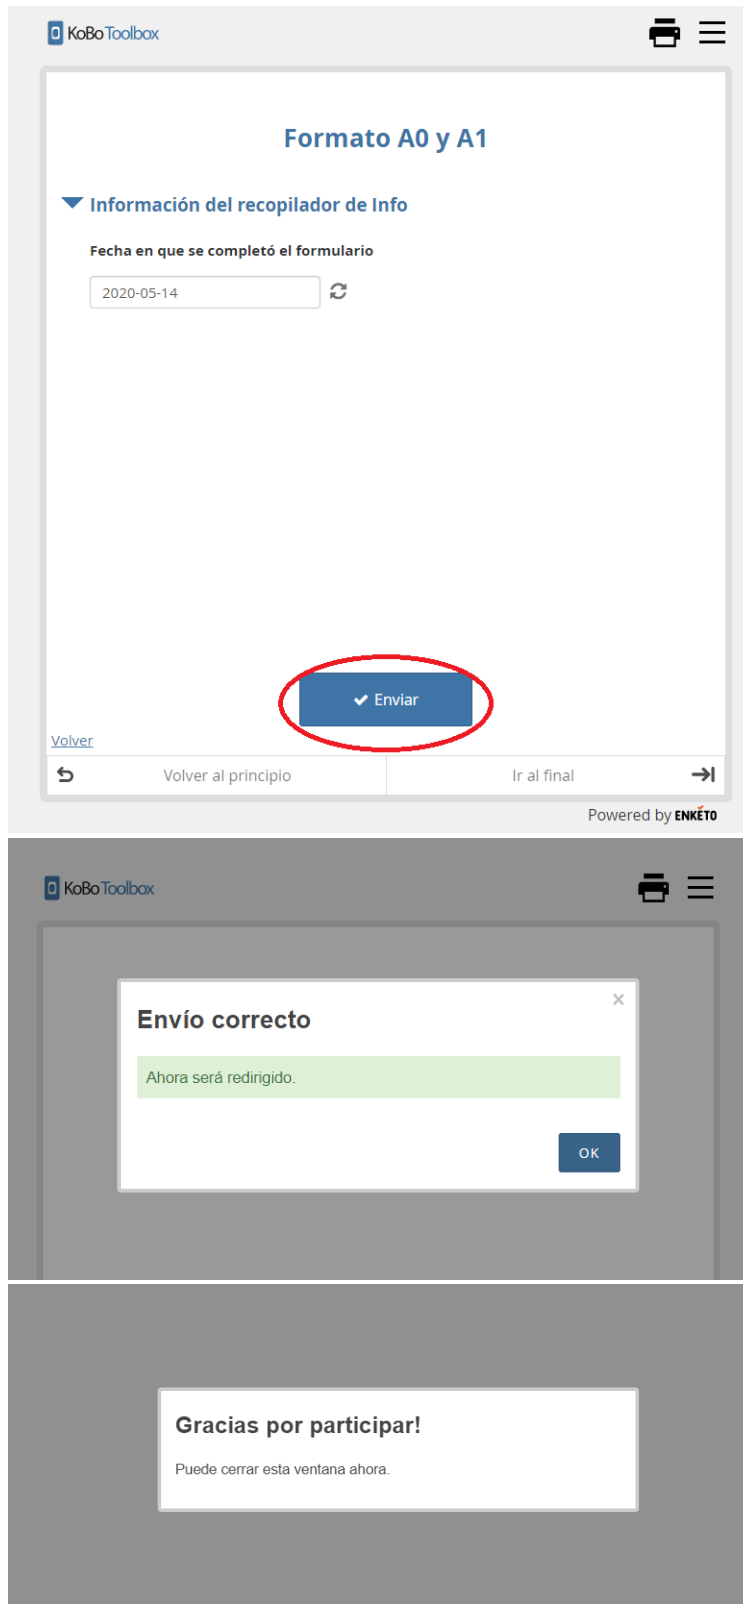 KoBoToolbox
Formato A0 y A1
Información del recopilador de Info
Fecha en que se completó el formulario
2020-05-14
Enviar
Volver
Volver al principio
Ir al final
Powered by ENKĒTO
KoBoToolbox
×
Envío correcto
Ahora será redirigido.
OK
Gracias por participar!
Puede cerrar esta ventana ahora.